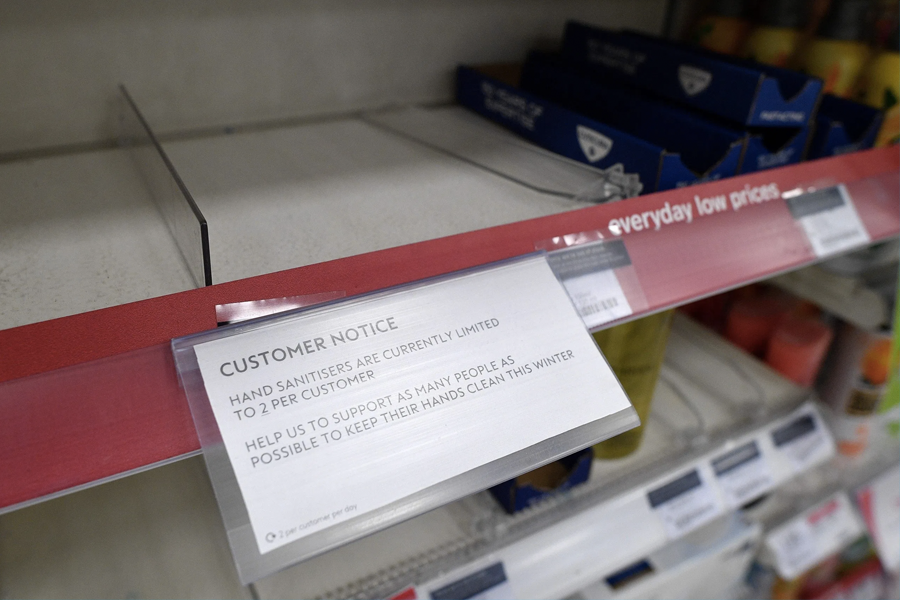 everyday low prices
CUSTOMER NOTICE
HAND SANITISERS ARE CURRENTLY LIMITED
TO 2 PER CUSTOMER
HELP US TO SUPPORT AS MANY PEOPLE AS
POSSIBLE TO KEEP THEIR HANDS CLEAN THIS WINTER
2 per customer per day